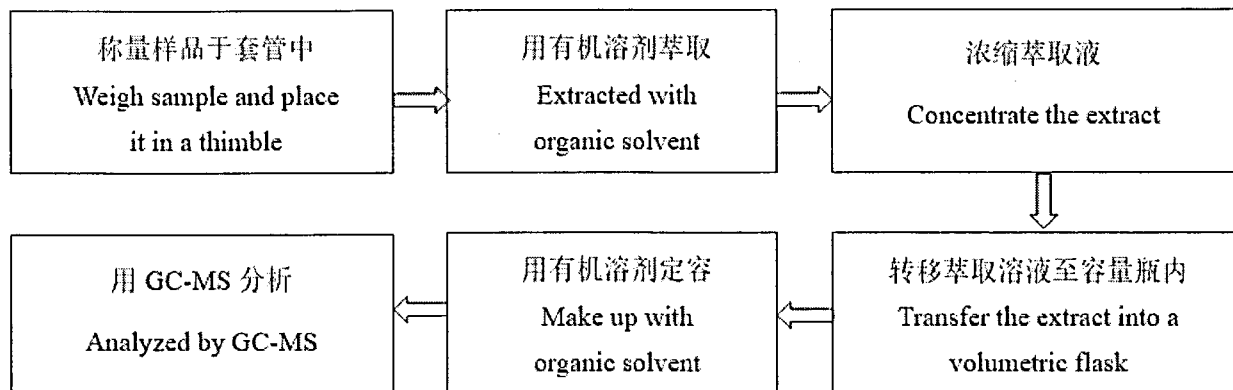 称量样品于套管中
Weigh sample and place
it in a thimble
用有机溶剂萃取
Extracted with
organic solvent
浓缩萃取液
Concentrate the extract
转移萃取溶液至容量瓶内
Transfer the extract into a
volumetric flask
用有机溶剂定容
Make up with
organic solvent
用 GC-MS 分析
Analyzed by GC-MS